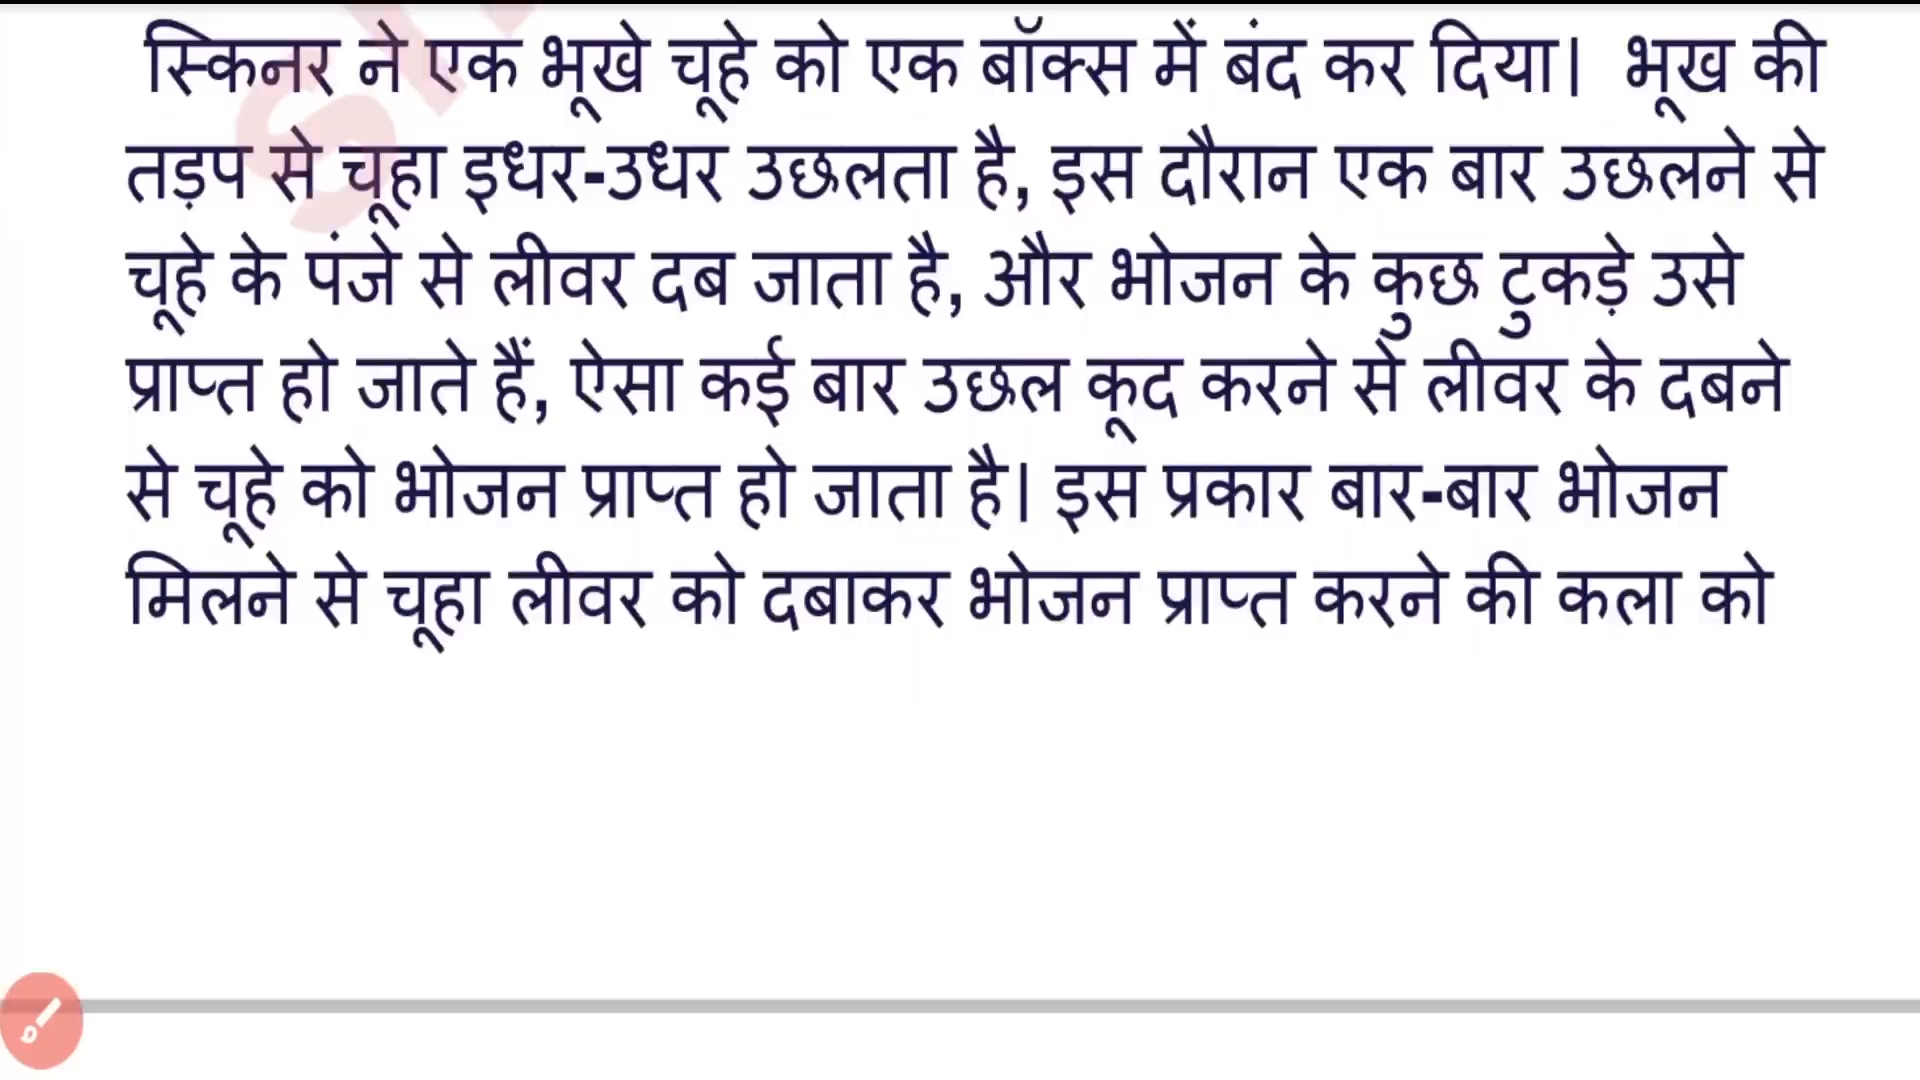 स्किनर ने एक भूखे चूहे को एक बॉक्स में बंद कर दिया। भूख की
तड़प से चूहा इधर-उधर उछलता है, इस दौरान एक बार उछलने से
चूहे के पंजे से लीवर दब जाता है, और भोजन के कुछ टुकड़े उसे
प्राप्त हो जाते हैं, ऐसा कई बार उछल कूद करने से लीवर के दबने
से चूहे को भोजन प्राप्त हो जाता है। इस प्रकार बार-बार भोजन
मिलने से चूहा लीवर को दबाकर भोजन प्राप्त करने की कला को